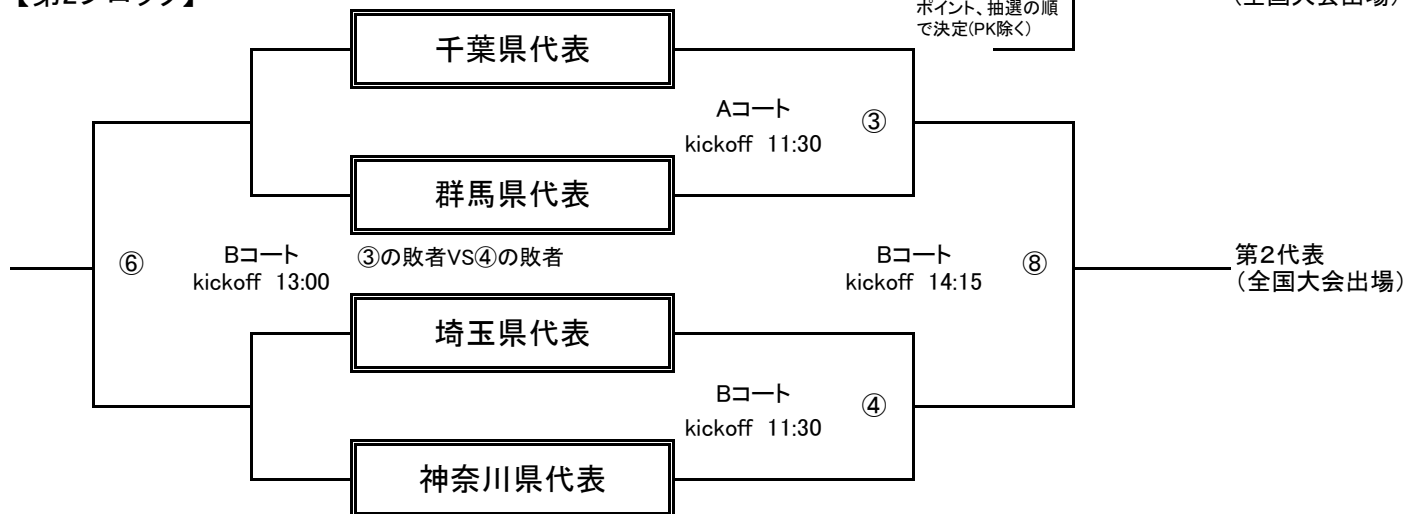 ポイント、抽選の順
で決定(PK除く)
千葉県代表
Aコート
③
kickoff 11:30
群馬県代表
⑥
Bコート
kickoff 13:00
③の敗者VS④の敗者
Bコート
kickoff 14:15
⑧
第2代表
（全国大会出場）
埼玉県代表
Bコート
④
kickoff 11:30
神奈川県代表